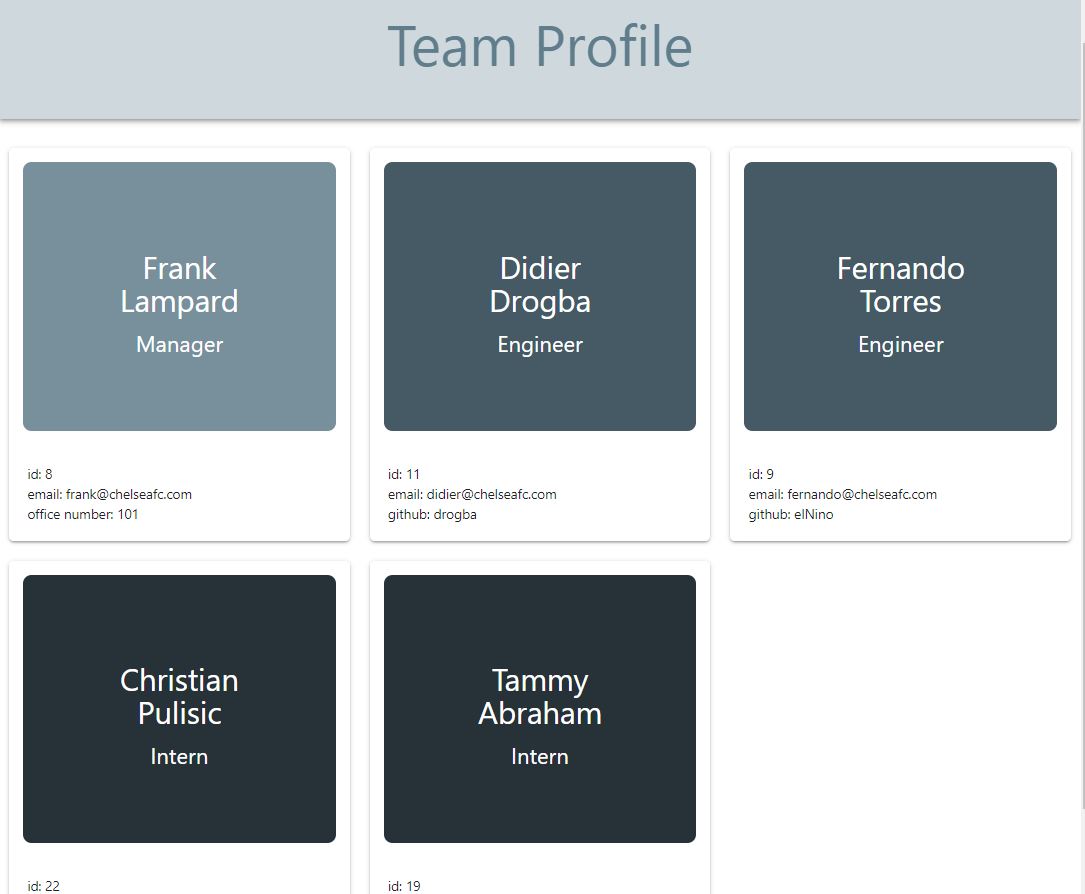 Team Profile
Frank
Lampard
Manager
id: 8
email: frank@chelseafc.com
office number: 101
Didier
Drogba
Engineer
id: 11
email: didier@chelseafc.com
github: drogba
Fernando
Torres
Engineer
id: 9
email: fernando@chelseafc.com
github: elNino
Christian
Pulisic
Intern
id: 22
Tammy
Abraham
Intern
id: 19